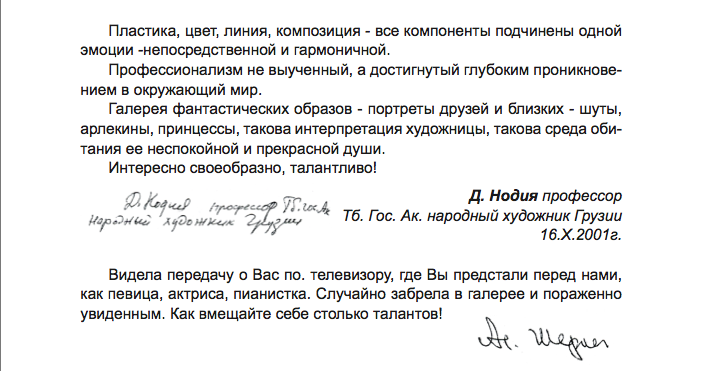 Пластика, цвет, линия, композиция - все компоненты подчинены одной
эмоции -непосредственной и гармоничной.
Профессионализм не выученный, а достигнутый глубоким проникнове-
нием в окружающий мир.
Галерея фантастических образов - портреты друзей и близких - шуты,
арлекины, принцессы, такова интерпретация художницы, такова среда оби-
тания ее неспокойной и прекрасной души.
Интересно своеобразно, талантливо!
Д. Нодия профессор Тб. гос. Ак
народный художник Грузии
Д. Нодия профессор
Тб. Гос. Ак. народный художник Грузии
16.X.2001г.
Видела передачу о Вас по. телевизору, где Вы предстали перед нами,
как певица, актриса, пианистка. Случайно забрела в галерее и пораженно
увиденным. Как вмещайте себе столько талантов!